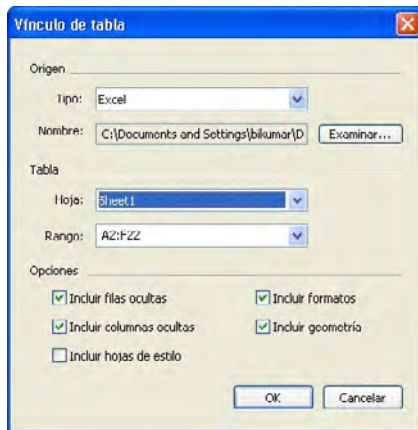 Vínculo de tabla
Origen
Tipo: Excel
Nombre: C:\Documents and Settings\bikumar\D Examinar...
Tabla
Hoja: Sheet1
Rango: A2:F22
Opciones
Incluir filas ocultas Incluir formatos
Incluir columnas ocultas Incluir geometría
Incluir hojas de estilo
OK Cancelar